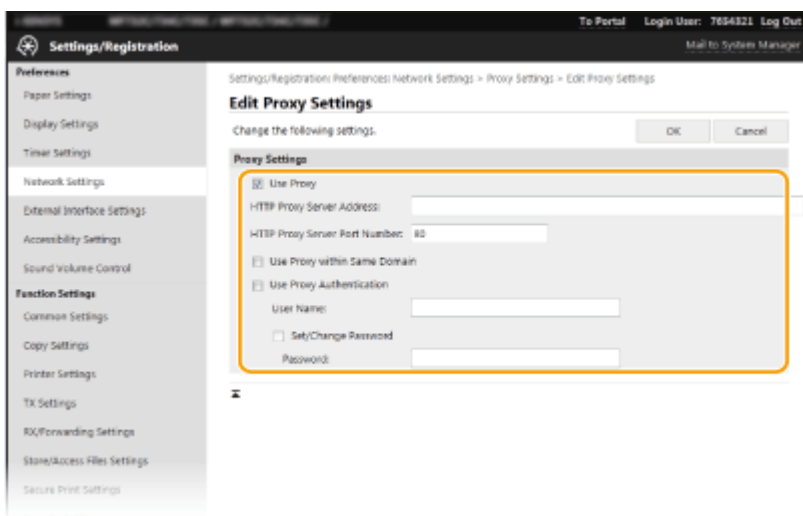 To Portal Login User: 7654321 Log Out
Settings/Registration
Mail to System Manager
Preferences
Paper Settings
Display Settings
Timer Settings
Network Settings
External Interface Settings
Accessibility Settings
Sound Volume Control
Function Settings
Common Settings
Copy Settings
Printer Settings
TX Settings
RX/Forwarding Settings
Store/Access Files Settings
Secure Print Settings
Settings/Registration: Preferences: Network Settings > Proxy Settings > Edit Proxy Settings
Edit Proxy Settings
Change the following settings.
OK Cancel
Proxy Settings
Use Proxy
HTTP Proxy Server Address:
HTTP Proxy Server Port Number: 80
Use Proxy within Same Domain
Use Proxy Authentication
User Name:
Set/Change Password
Password: